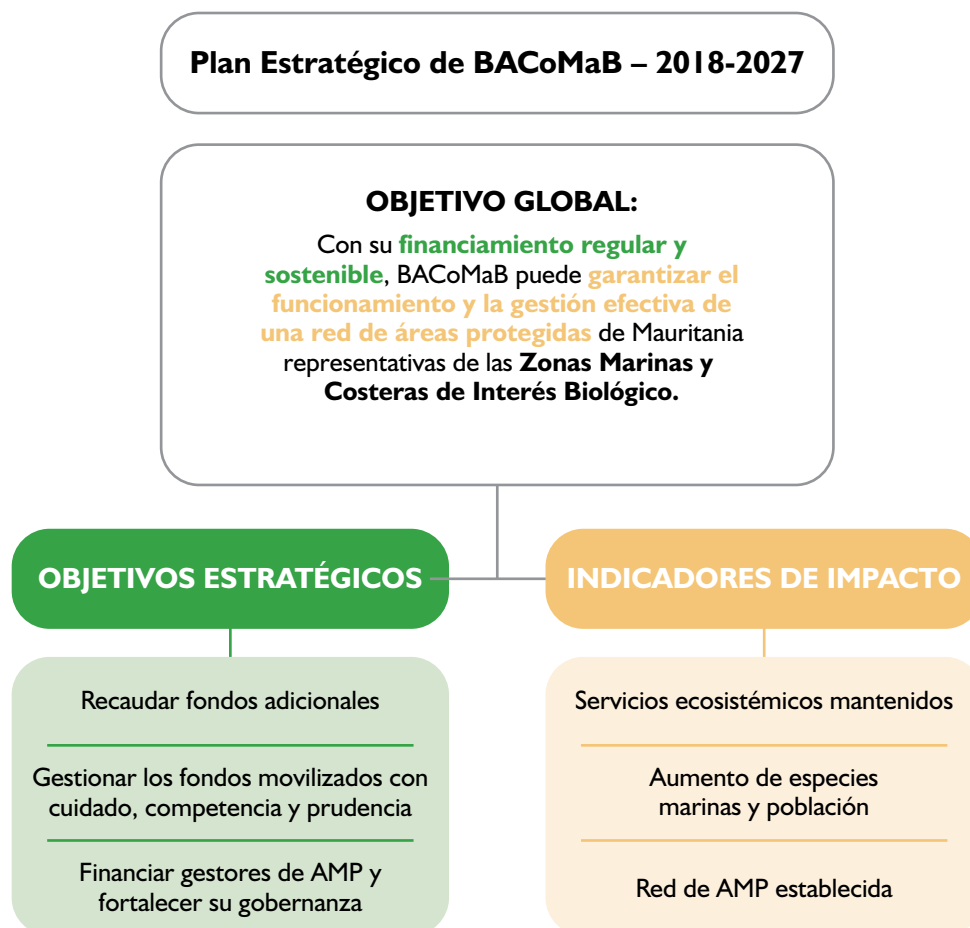 Plan Estratégico de BACoMaB – 2018-2027
OBJETIVO GLOBAL:
Con su financiamiento regular y
sostenible, BACoMaB puede garantizar el
funcionamiento y la gestión efectiva de
una red de áreas protegidas de Mauritania
representativas de las Zonas Marinas y
Costeras de Interés Biológico.
OBJETIVOS ESTRATÉGICOS
Recaudar fondos adicionales
Gestionar los fondos movilizados con
cuidado, competencia y prudencia
Financiar gestores de AMP y
fortalecer su gobernanza
INDICADORES DE IMPACTO
Servicios ecosistémicos mantenidos
Aumento de especies
marinas y población
Red de AMP establecida